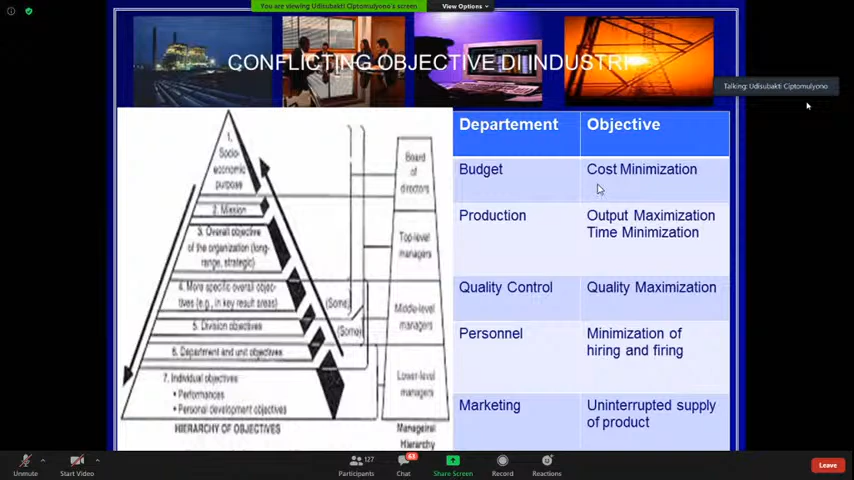 You are viewing Udisubakti Ciptomulyono's screen
View Options
CONFLICTING OBJECTIVE DI INDUSTRI
Talking: Udisubakti Ciptomulyono
1.
Socio-
economic
purpose
2. Mission
3. Overall objective
of the organization (long-
range, strategic)
4. More specific overall objec-
tives (e.g., in key result areas)
5. Division objectives
6. Department and unit objectives
7. Individual objectives
• Performances
• Personal development objectives
HIERARCHY OF OBJECTIVES
(Some)
(Some)
Board
of
directors
Top-level
managers
Middle-level
managers
Lower-level
managers
Managerial
Hierarchy
Departement Objective
Budget Cost Minimization
Production Output Maximization
Time Minimization
Quality Control Quality Maximization
Personnel Minimization of
hiring and firing
Marketing Uninterrupted supply
of product
Unmute
Start Video
127
Participants
63
Chat
Share Screen
Record
Reactions
Leave